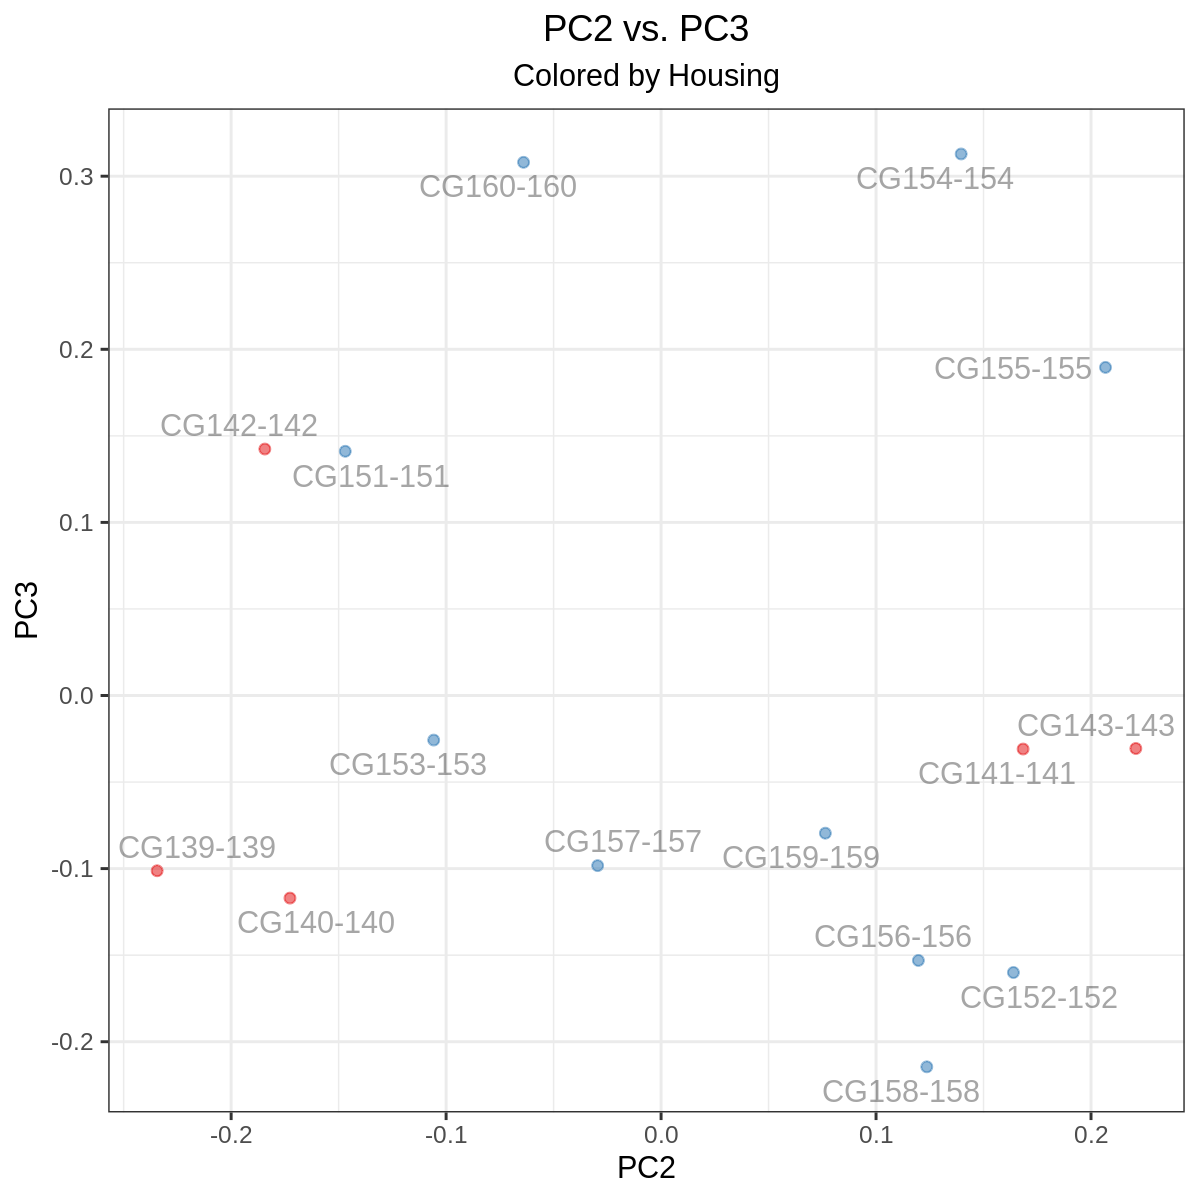 PC2 vs. PC3
Colored by Housing
0.3
0.2
0.1
0.0
-0.1
-0.2
PC3
CG160-160
CG154-154
CG155-155
CG142-142
CG151-151
CG143-143
CG153-153
CG141-141
CG157-157
CG139-139
CG159-159
CG140-140
CG156-156
CG152-152
CG158-158
-0.2
-0.1
0.0
0.1
0.2
PC2